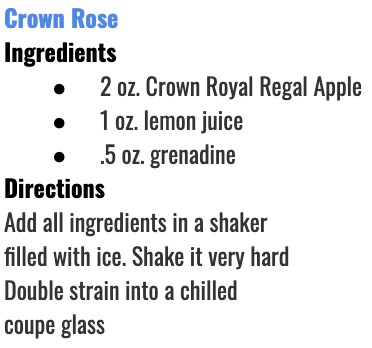 Crown Rose
Ingredients
● 2 oz. Crown Royal Regal Apple
● 1 oz. lemon juice
● .5 oz. grenadine
Directions
Add all ingredients in a shaker
filled with ice. Shake it very hard
Double strain into a chilled
coupe glass